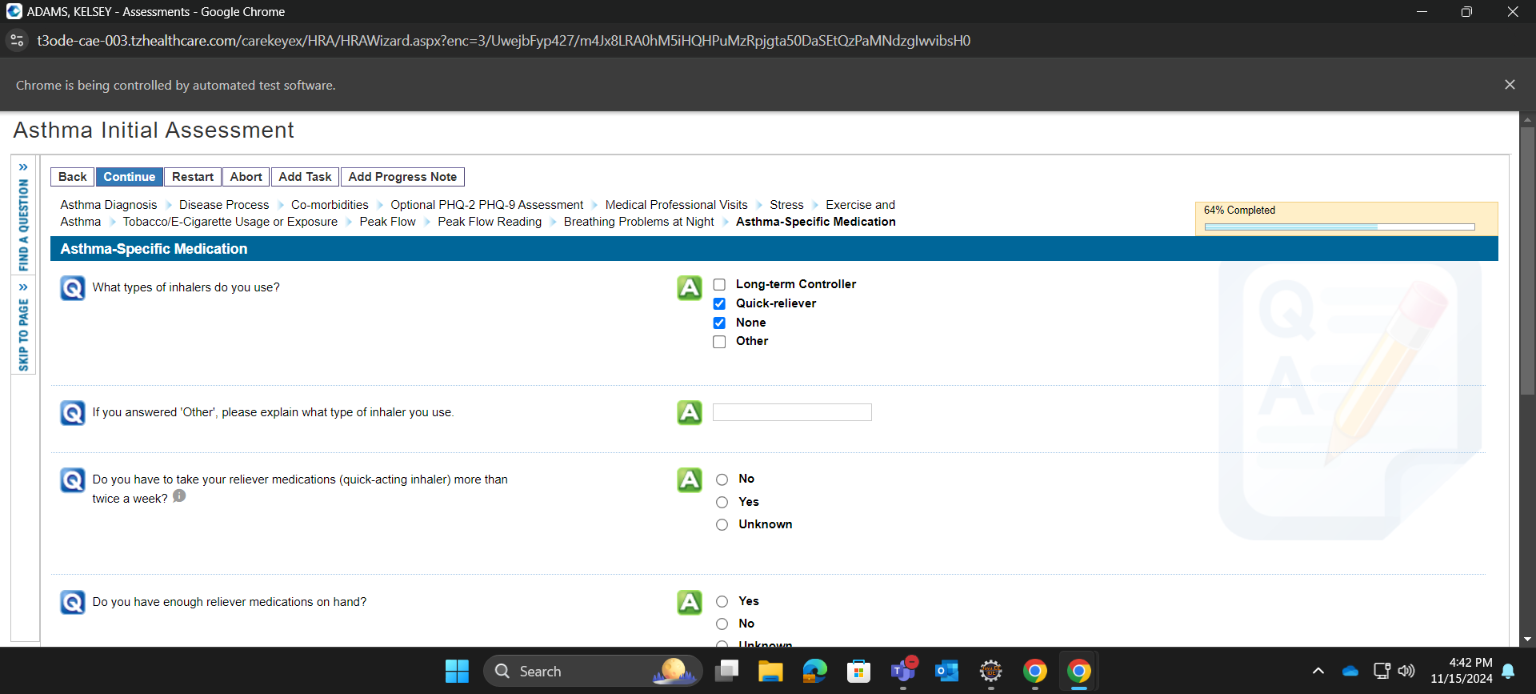 ADAMS, KELSEY - Assessments - Google Chrome
t3ode-cae-003.tzhealthcare.com/carekeyex/HRA/HRAWizard.aspx?enc=3/UwejbFyp427/m4Jx8LRA0hM5iHQHPuMzRpjgta50DaSEtQzPaMNdzglwvibsH0
Chrome is being controlled by automated test software.
Asthma Initial Assessment
FIND A QUESTION
SKIP TO PAGE
Back Continue Restart Abort Add Task Add Progress Note
Asthma Diagnosis Disease Process Co-morbidities Optional PHQ-2 PHQ-9 Assessment Medical Professional Visits Stress Exercise and
Asthma Tobacco/E-Cigarette Usage or Exposure Peak Flow Peak Flow Reading Breathing Problems at Night Asthma-Specific Medication
64% Completed
Asthma-Specific Medication
Q What types of inhalers do you use?
A Long-term Controller
Quick-reliever
None
Other
Q If you answered 'Other', please explain what type of inhaler you use.
A
Q Do you have to take your reliever medications (quick-acting inhaler) more than
twice a week?
A No
Yes
Unknown
Q Do you have enough reliever medications on hand?
A Yes
No
Unknown
Q
A
Search
4:42 PM
11/15/2024